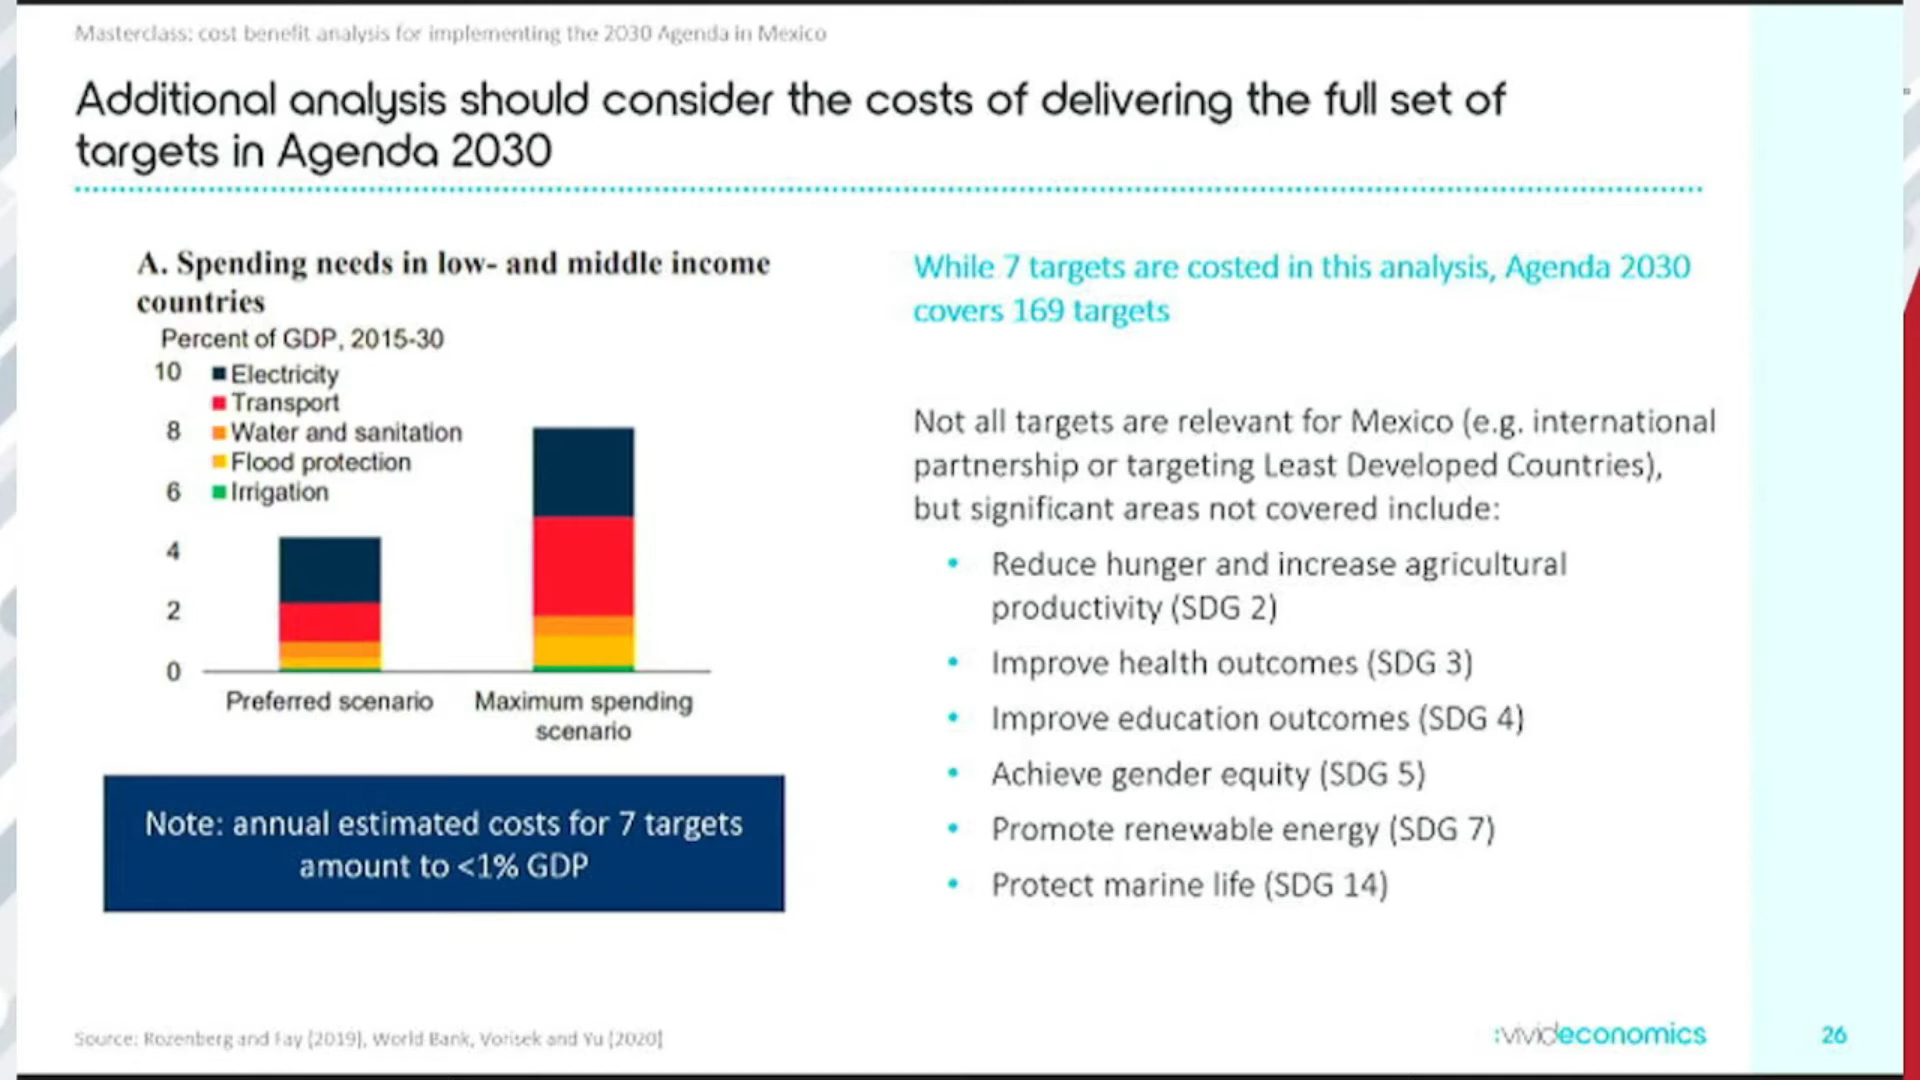 Masterclass: cost benefit analysis for implementing the 2030 Agenda in Mexico
Additional analysis should consider the costs of delivering the full set of
targets in Agenda 2030
A. Spending needs in low- and middle income
countries
Percent of GDP, 2015-30
10
8
6
4
2
0
Electricity
Transport
Water and sanitation
Flood protection
Irrigation
Preferred scenario
Maximum spending
scenario
Note: annual estimated costs for 7 targets
amount to <1% GDP
While 7 targets are costed in this analysis, Agenda 2030
covers 169 targets
Not all targets are relevant for Mexico (e.g. international
partnership or targeting Least Developed Countries),
but significant areas not covered include:
• Reduce hunger and increase agricultural
productivity (SDG 2)
• Improve health outcomes (SDG 3)
• Improve education outcomes (SDG 4)
• Achieve gender equity (SDG 5)
• Promote renewable energy (SDG 7)
• Protect marine life (SDG 14)
Source: Rozenberg and Fay [2019], World Bank, Vorisek and Yu [2020]
:vivideconomics
26